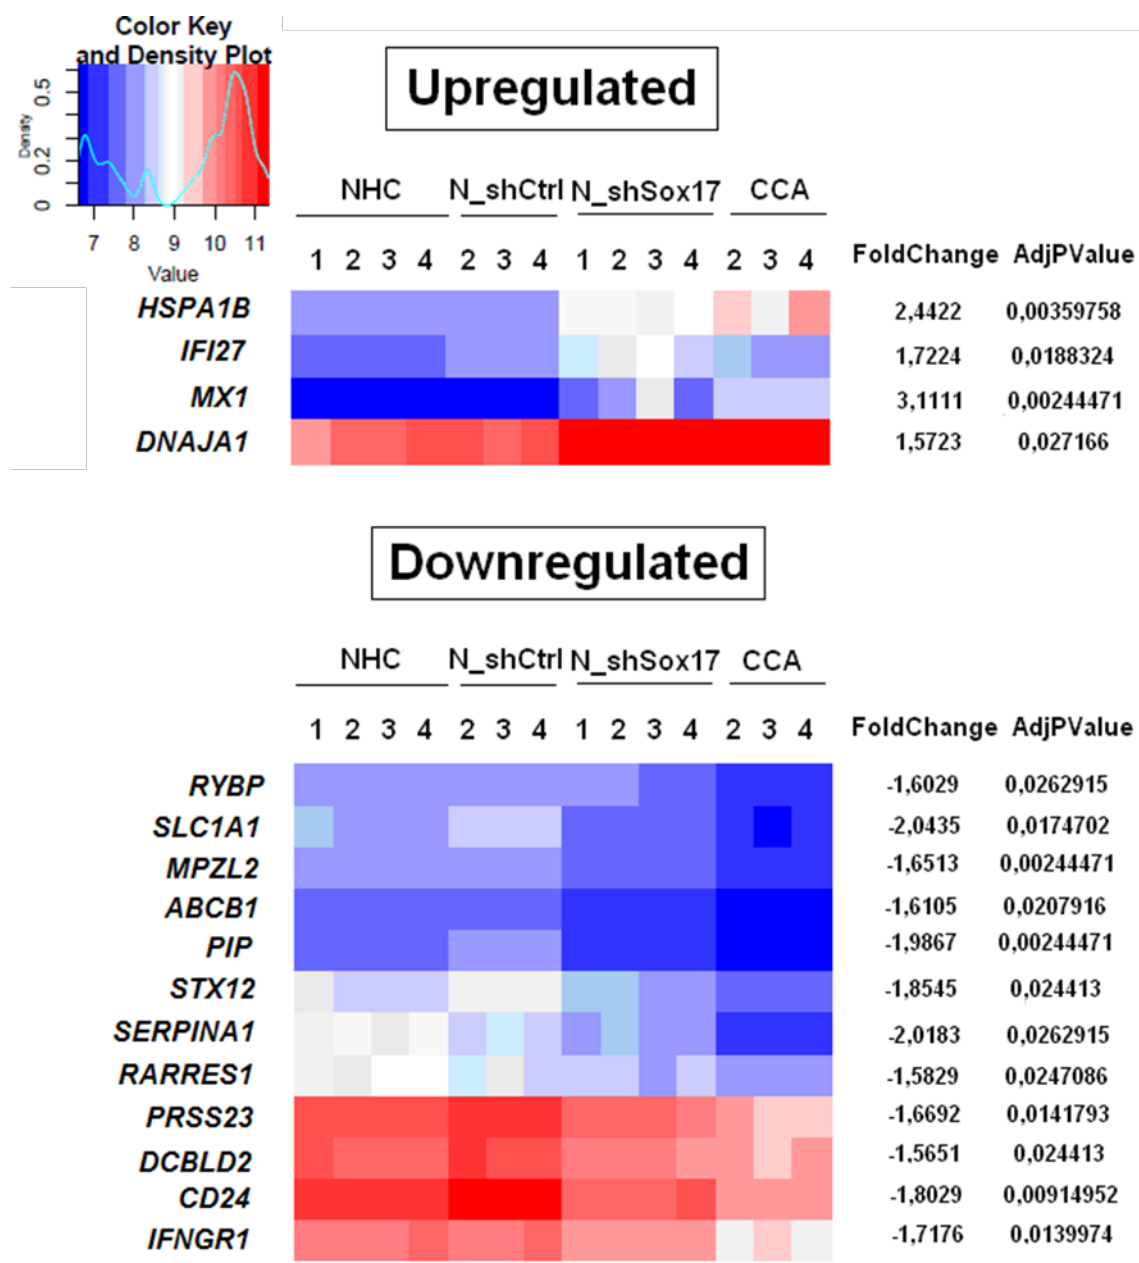 Color Key
and Density Plot
Density
0 0.2 0.5
7 8 9 10 11
Value
Upregulated
NHC N_shCtrl N_shSox17 CCA
1 2 3 4 2 3 4 1 2 3 4 2 3 4 FoldChange AdjPValue
HSPA1B 2,4422 0,00359758
IFI27 1,7224 0,0188324
MX1 3,1111 0,00244471
DNAJA1 1,5723 0,027166
Downregulated
NHC N_shCtrl N_shSox17 CCA
1 2 3 4 2 3 4 1 2 3 4 2 3 4 FoldChange AdjPValue
RYBP -1,6029 0,0262915
SLC1A1 -2,0435 0,0174702
MPZL2 -1,6513 0,00244471
ABCB1 -1,6105 0,0207916
PIP -1,9867 0,00244471
STX12 -1,8545 0,024413
SERPINA1 -2,0183 0,0262915
RARRES1 -1,5829 0,0247086
PRSS23 -1,6692 0,0141793
DCBLD2 -1,5651 0,024413
CD24 -1,8029 0,00914952
IFNGR1 -1,7176 0,0139974